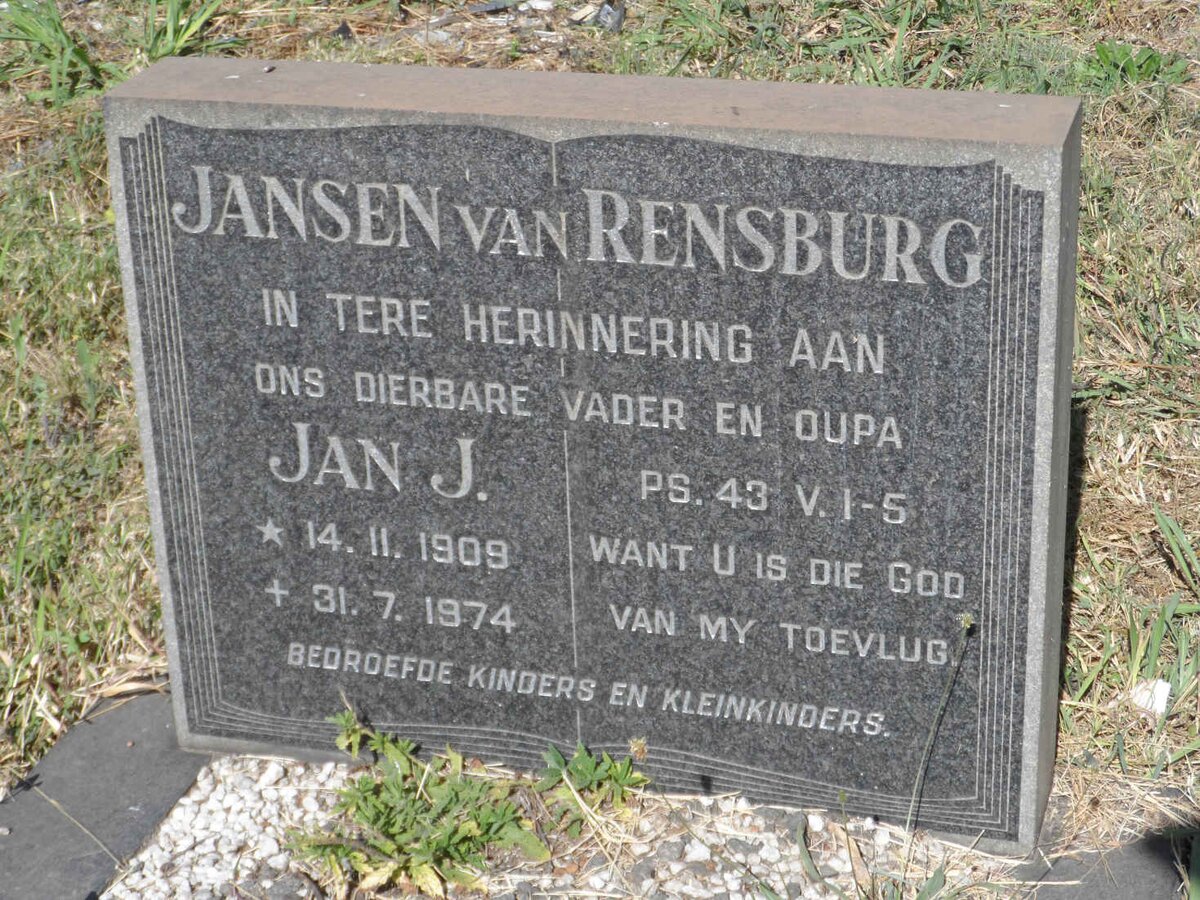 JANSEN VAN RENSBURG
IN TERE HERINNERING AAN
ONS DIERBARE VADER EN OUPA
JAN J.
★ 14. 11. 1909
+ 31. 7. 1974
PS. 43 V. 1-5
WANT U IS DIE GOD
VAN MY TOEVLUG.
BEDROEFDE KINDERS EN KLEINKINDERS.